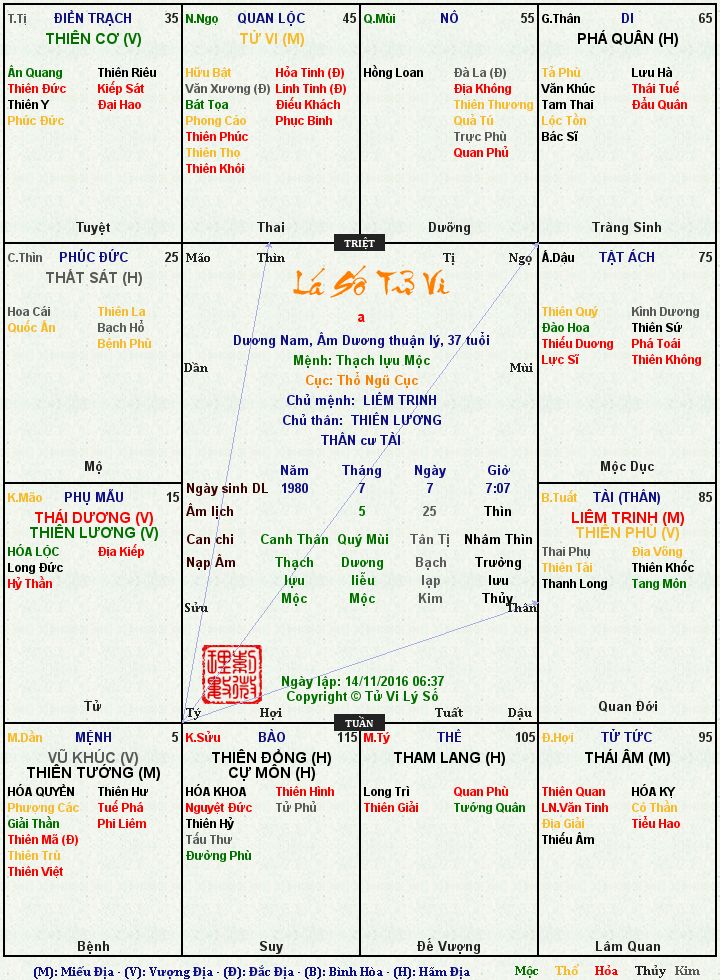 T.Tị ĐIỀN TRẠCH 35
THIÊN CƠ (V)
Ân Quang Thiên Riêu
Thiên Đức Kiếp Sát
Thiên Y Đại Hao
Phúc Đức
Tuyệt
N.Ngọ QUAN LỘC 45
TỬ VI (M)
Hữu Bật Hỏa Tinh (Đ)
Văn Xương (Đ) Linh Tinh (Đ)
Bát Tọa Điếu Khách
Phong Cáo Phục Binh
Thiên Phúc
Thiên Thọ
Thiên Khôi
Thai
Q.Mùi NÔ 55
Hồng Loan Đà La (Đ)
Địa Không
Thiên Thương
Quả Tú
Trực Phù
Quan Phủ
Dưỡng
G.Thân DI 65
PHÁ QUÂN (H)
Tả Phù Lưu Hà
Văn Khúc Thái Tuế
Tam Thai Đẩu Quân
Lộc Tồn
Bác Sĩ
Tràng Sinh
TRIỆT
C.Thìn PHÚC ĐỨC 25
THẤT SÁT (H)
Hoa Cái Thiên La
Quốc Ấn Bạch Hổ
Bệnh Phù
Mộ
Mão Thìn Tị Ngọ
Lá Số Tử Vi
a
Dương Nam, Âm Dương thuận lý, 37 tuổi
Mệnh: Thạch lựu Mộc
Dần Mùi
Cục: Thổ Ngũ Cục
Chủ mệnh: LIÊM TRINH
Chủ thân: THIÊN LƯƠNG
THÂN cư TÀI
Năm Tháng Ngày Giờ
Ngày sinh DL 1980 7 7 7:07
Âm lịch 5 25 Thìn
Can chi Canh Thân Quý Mùi Tân Tị Nhâm Thìn
Nạp Âm Thạch Dương Bạch Trường
lựu liễu lạp lưu
Mộc Mộc Kim Thủy
Sửu Thân
Ngày lập: 14/11/2016 06:37
Copyright © Tử Vi Lý Số
Tý Hợi Tuất Dậu
Ấ.Dậu TẬT ÁCH 75
Thiên Quý Kình Dương
Đào Hoa Thiên Sứ
Thiếu Dương Phá Toái
Lực Sĩ Thiên Không
Mộc Dục
K.Mão PHỤ MẪU 15
THÁI DƯƠNG (V)
THIÊN LƯƠNG (V)
HÓA LỘC Địa Kiếp
Long Đức
Hỷ Thần
Tử
B.Tuất TÀI (THÂN) 85
LIÊM TRINH (M)
THIÊN PHỦ (V)
Thai Phụ Địa Võng
Thiên Tài Thiên Khốc
Thanh Long Tang Môn
Quan Đới
TUẦN
M.Dần MỆNH 5
VŨ KHÚC (V)
THIÊN TƯỚNG (M)
HÓA QUYỀN Thiên Hư
Phượng Các Tuế Phá
Giải Thần Phi Liêm
Thiên Mã (Đ)
Thiên Trù
Thiên Việt
Bệnh
K.Sửu BÀO 115
THIÊN ĐỒNG (H)
CỰ MÔN (H)
HÓA KHOA Thiên Hình
Nguyệt Đức Tử Phủ
Thiên Hỷ
Tấu Thư
Đường Phù
Suy
M.Tý THÊ 105
THAM LANG (H)
Long Trì Quan Phù
Thiên Giải Tướng Quân
Đế Vượng
Đ.Hợi TỬ TỨC 95
THÁI ÂM (M)
Thiên Quan HÓA KỴ
LN.Văn Tinh Cô Thần
Địa Giải Tiểu Hao
Thiếu Âm
Lâm Quan
(M): Miếu Địa - (V): Vượng Địa - (Đ): Đắc Địa - (B): Bình Hòa - (H): Hãm Địa Mộc Thổ Hỏa Thủy Kim